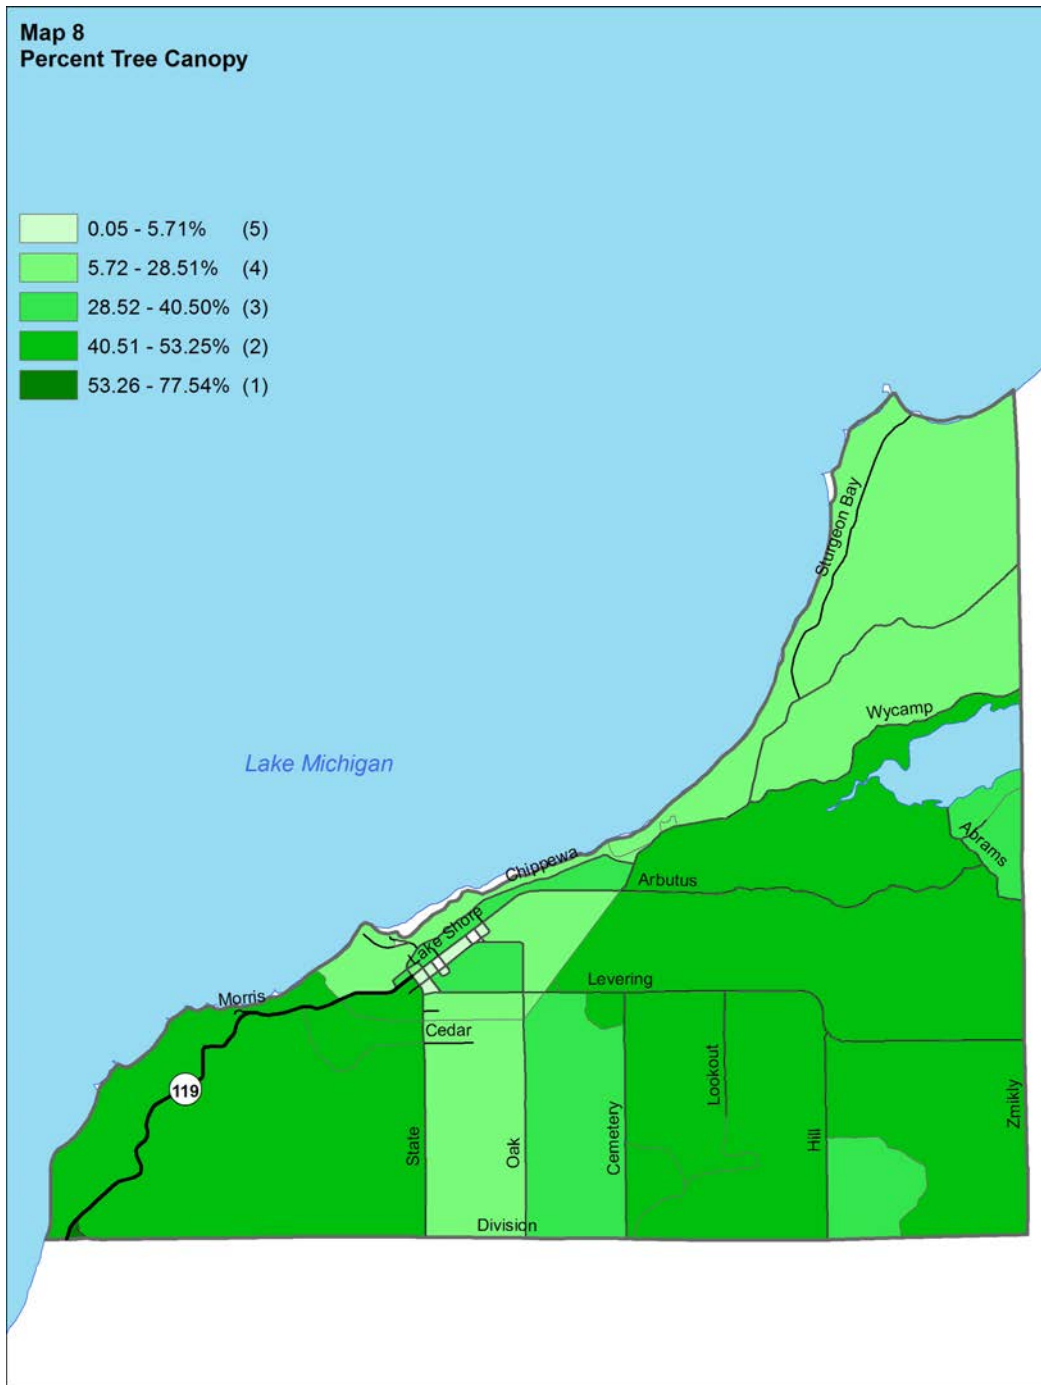 Map 8
Percent Tree Canopy
0.05 - 5.71% (5)
5.72 - 28.51% (4)
28.52 - 40.50% (3)
40.51 - 53.25% (2)
53.26 - 77.54% (1)
Sturgeon Bay
Wycamp
Lake Michigan
Abrams
Chippewa
Arbutus
Lake Shore
Levering
Morris
Cedar
119
Lookout
Zmikly
State
Oak
Cemetery
Hill
Division